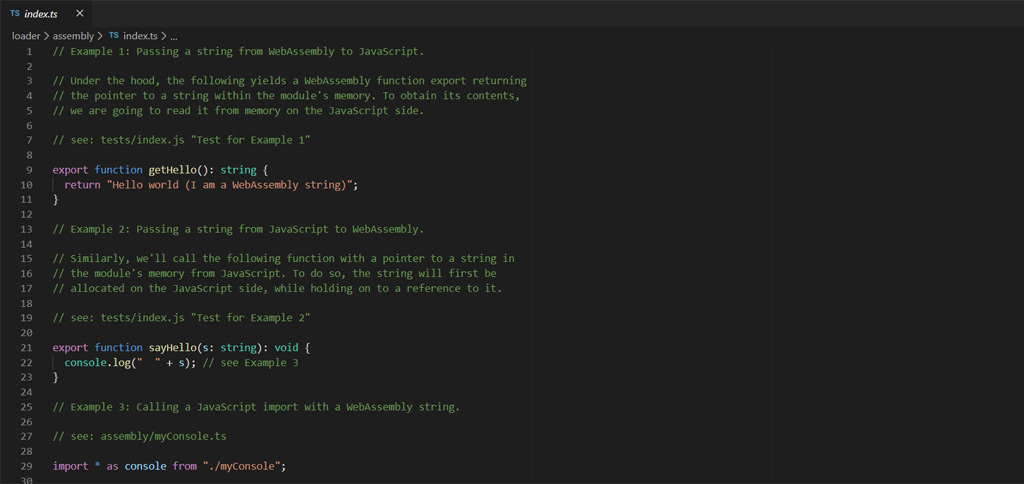 TS index.ts ×
loader > assembly > TS index.ts > ...
1 // Example 1: Passing a string from WebAssembly to JavaScript.
2
3 // Under the hood, the following yields a WebAssembly function export returning
4 // the pointer to a string within the module's memory. To obtain its contents,
5 // we are going to read it from memory on the JavaScript side.
6
7 // see: tests/index.js "Test for Example 1"
8
9 export function getHello(): string {
10 return "Hello world (I am a WebAssembly string)";
11 }
12
13 // Example 2: Passing a string from JavaScript to WebAssembly.
14
15 // Similarly, we'll call the following function with a pointer to a string in
16 // the module's memory from JavaScript. To do so, the string will first be
17 // allocated on the JavaScript side, while holding on to a reference to it.
18
19 // see: tests/index.js "Test for Example 2"
20
21 export function sayHello(s: string): void {
22 console.log("  " + s); // see Example 3
23 }
24
25 // Example 3: Calling a JavaScript import with a WebAssembly string.
26
27 // see: assembly/myConsole.ts
28
29 import * as console from "./myConsole";
30